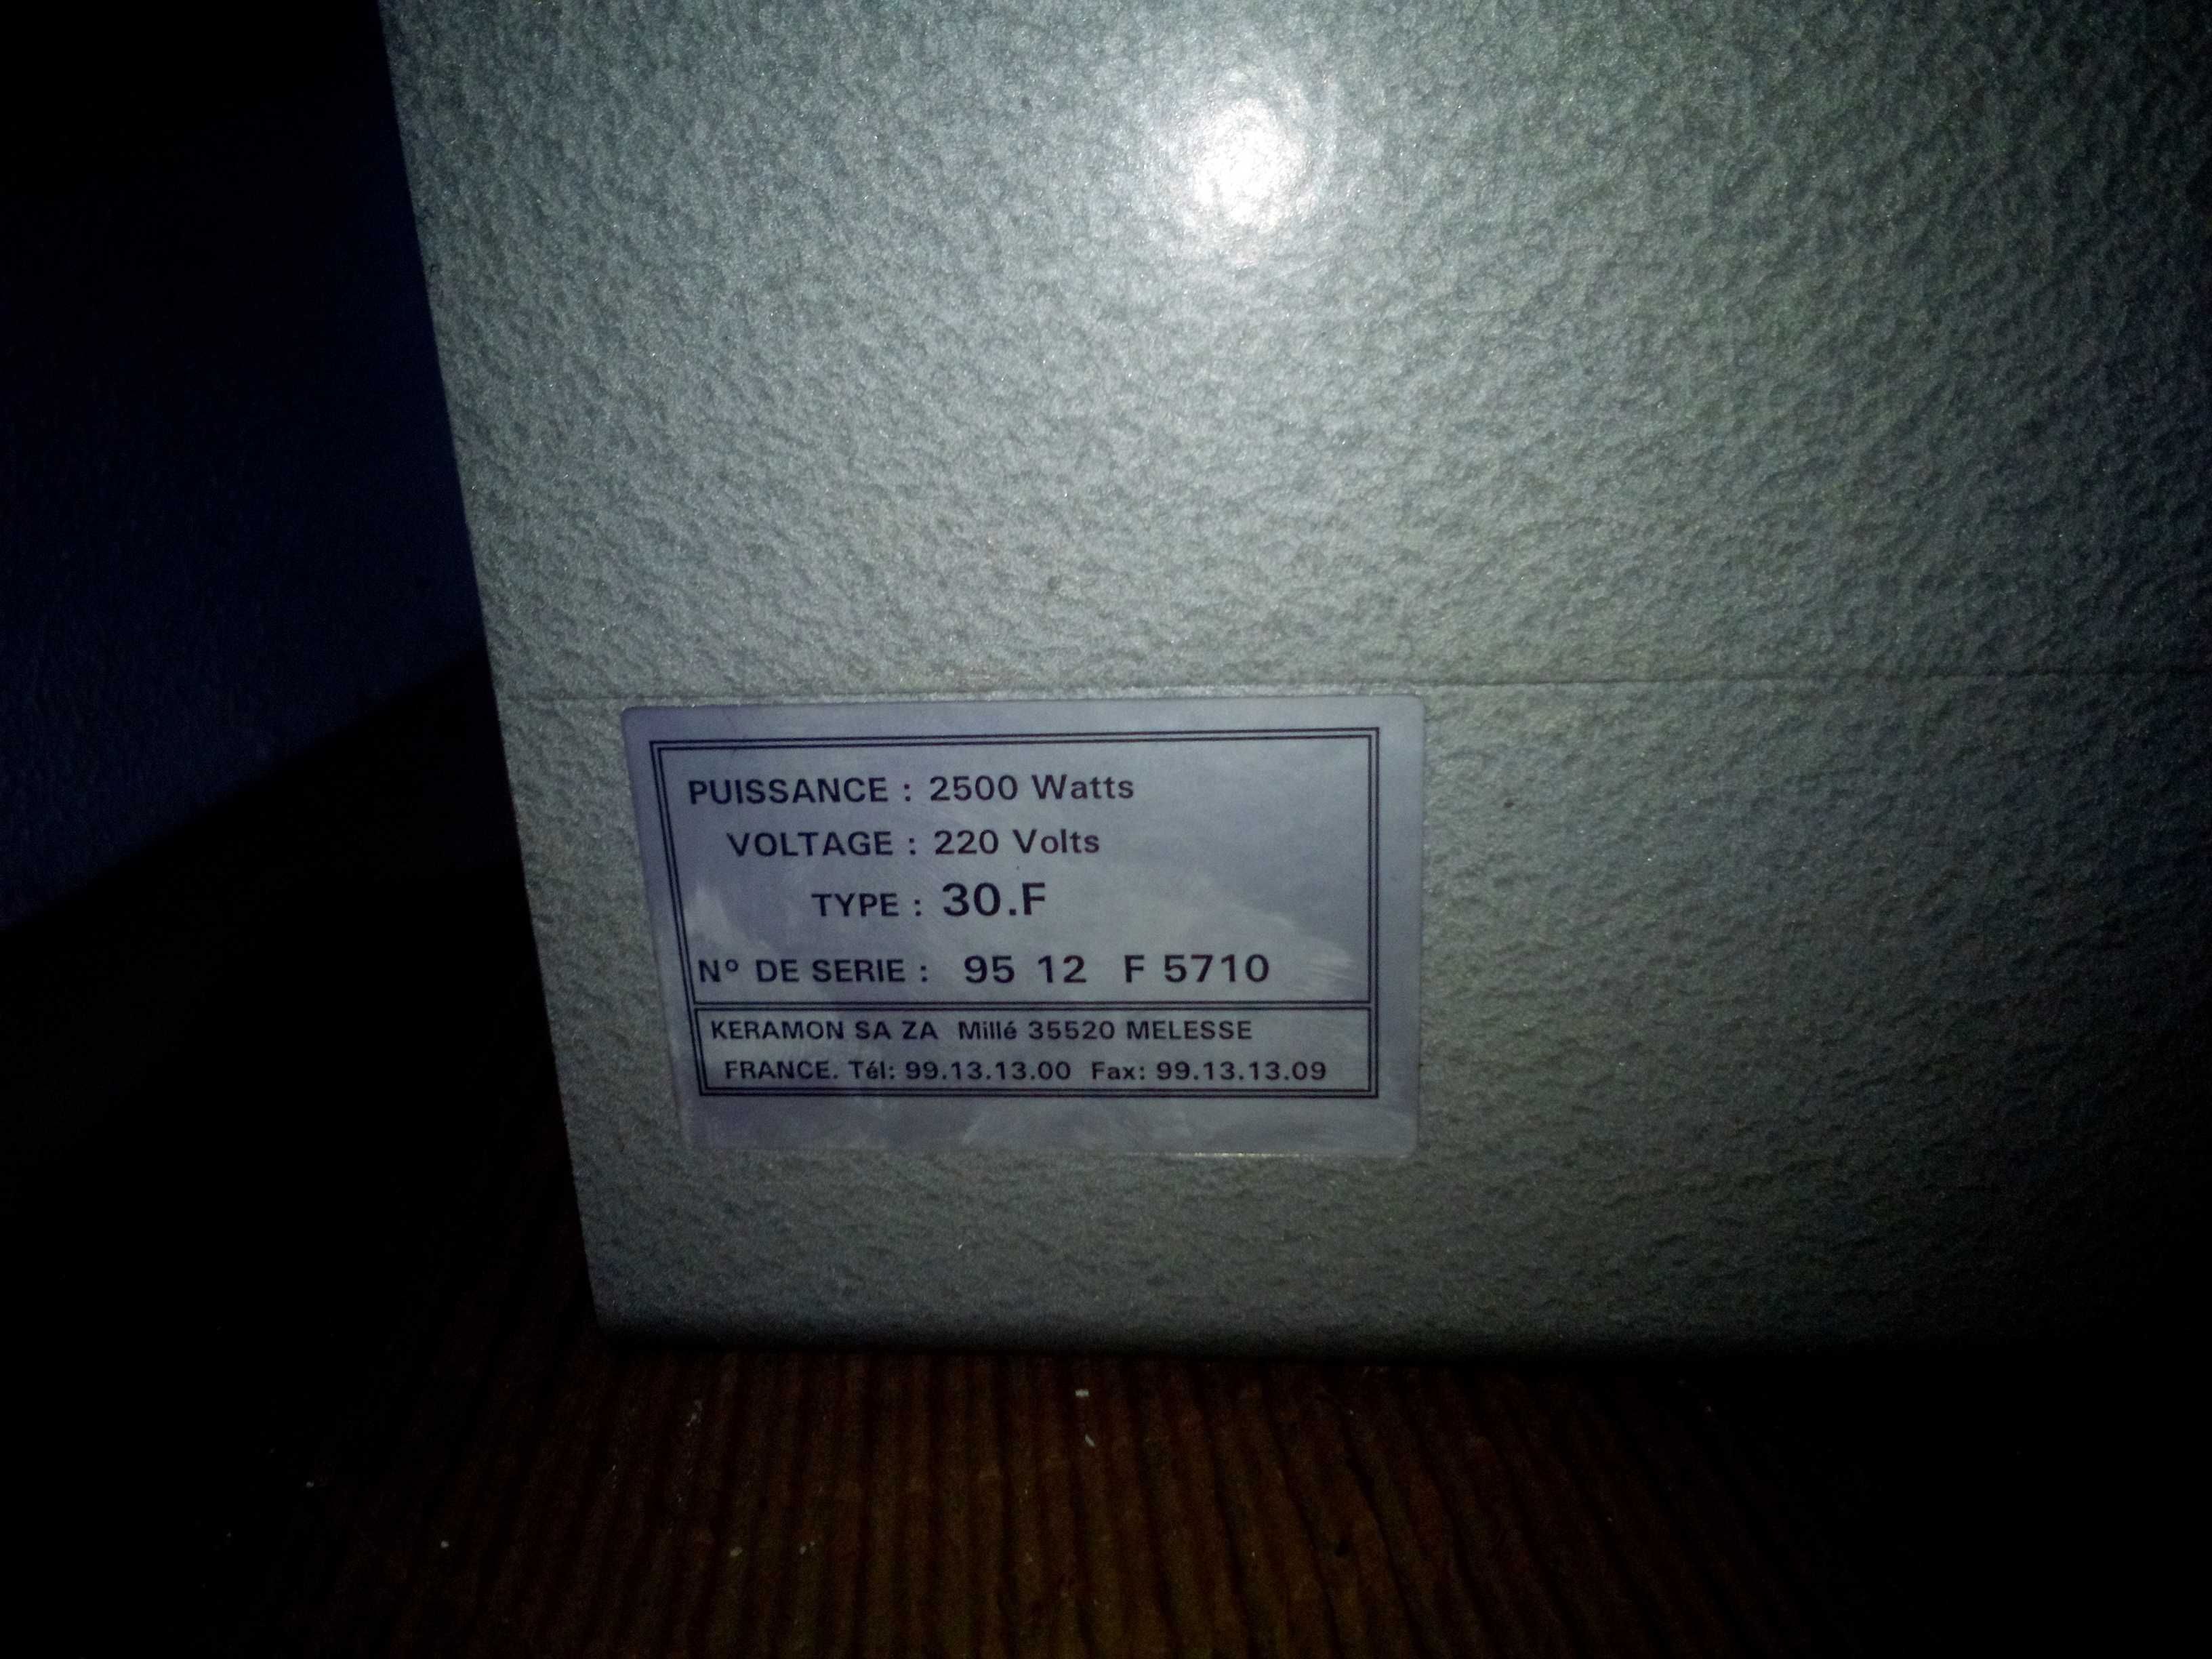 PUISSANCE : 2500 Watts
VOLTAGE : 220 Volts
TYPE : 30.F
N° DE SERIE : 95 12 F 5710
KERAMON SA ZA Millé 35520 MELESSE
FRANCE. Tél: 99.13.13.00 Fax: 99.13.13.09